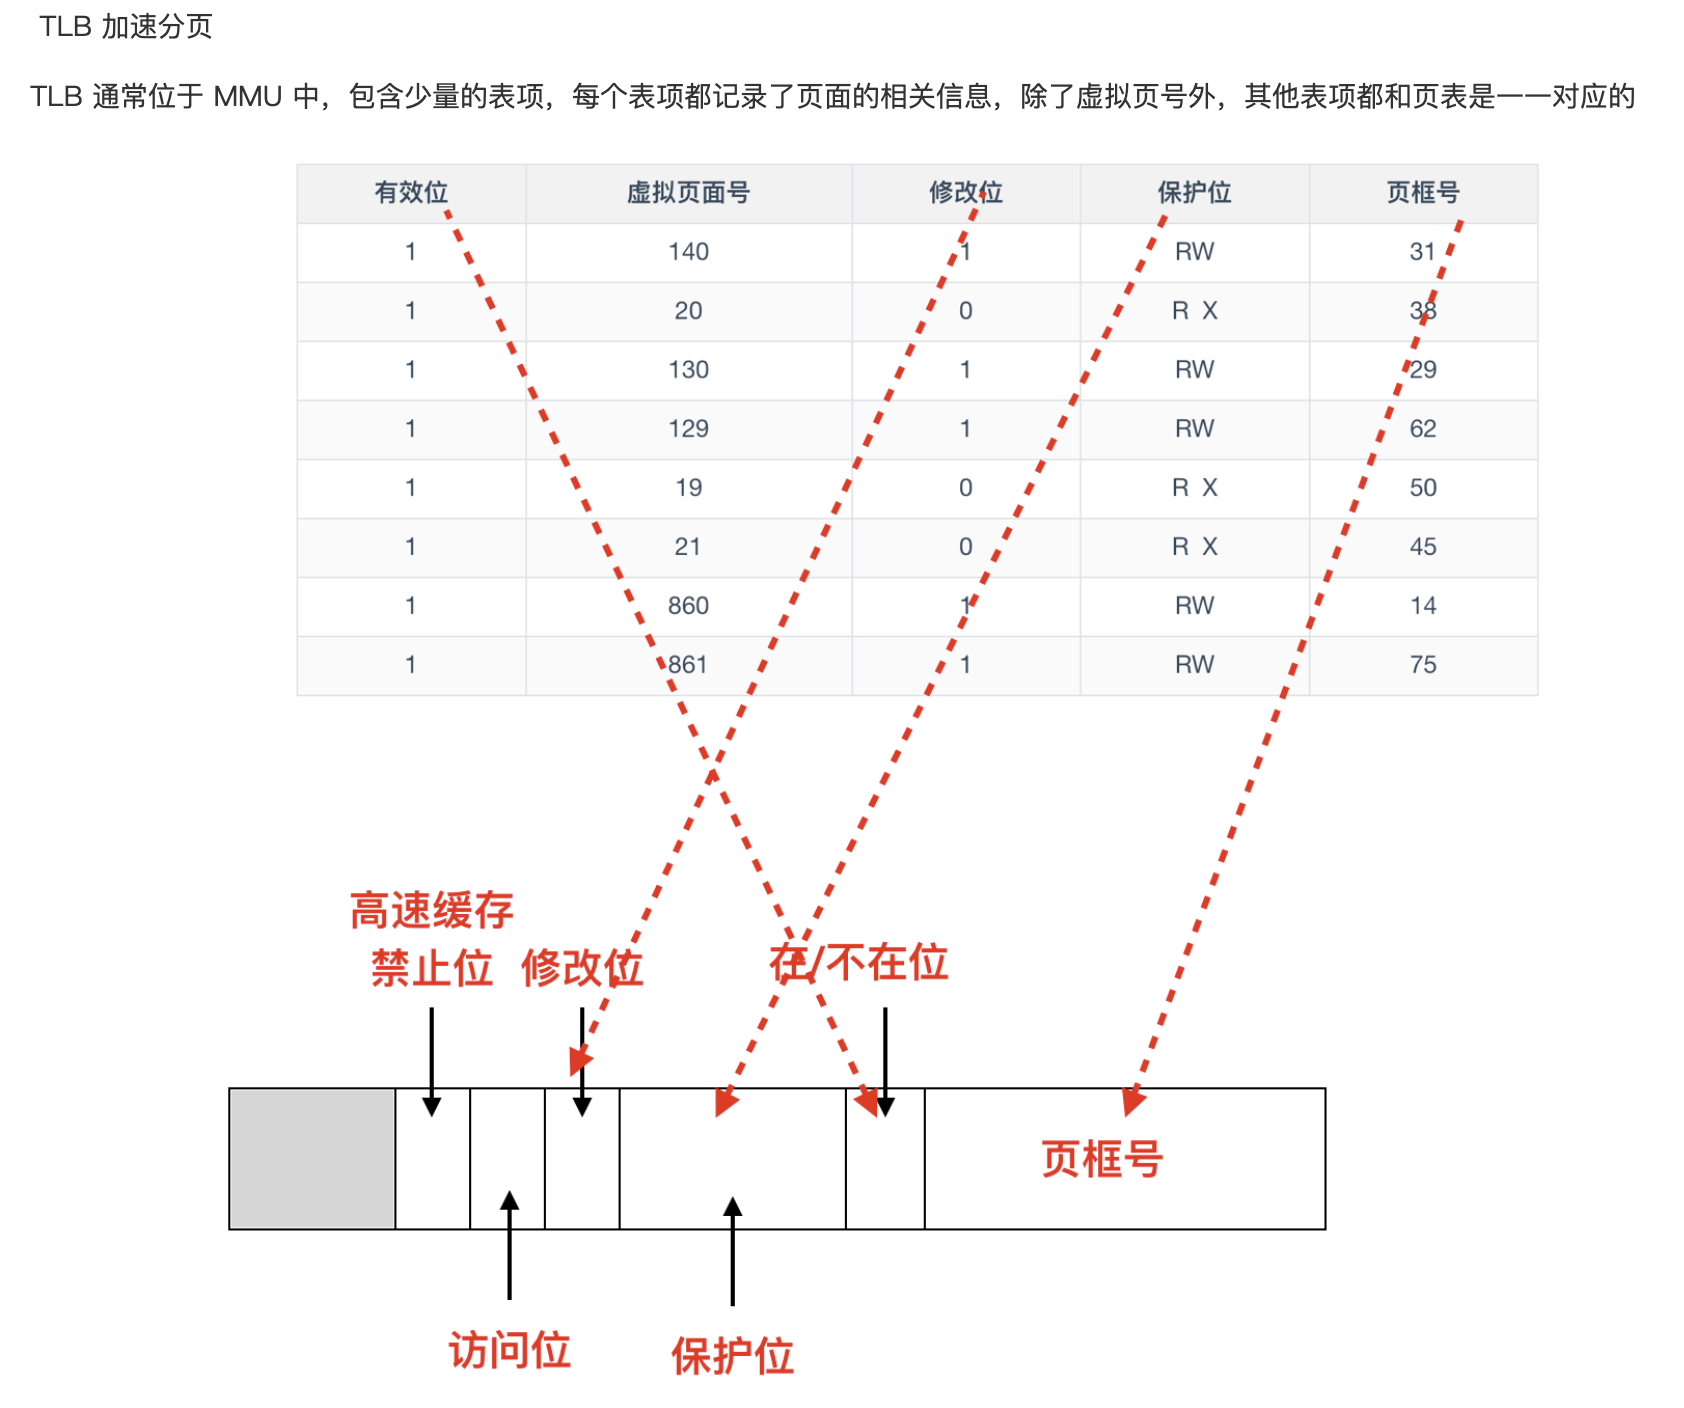 TLB 加速分页
TLB 通常位于 MMU 中，包含少量的表项，每个表项都记录了页面的相关信息，除了虚拟页号外，其他表项都和页表是一一对应的
有效位 虚拟页面号 修改位 保护位 页框号
1 140 1 RW 31
1 20 0 R X 38
1 130 1 RW 29
1 129 1 RW 62
1 19 0 R X 50
1 21 0 R X 45
1 860 1 RW 14
1 861 1 RW 75
高速缓存
禁止位 修改位 在/不在位
页框号
访问位 保护位